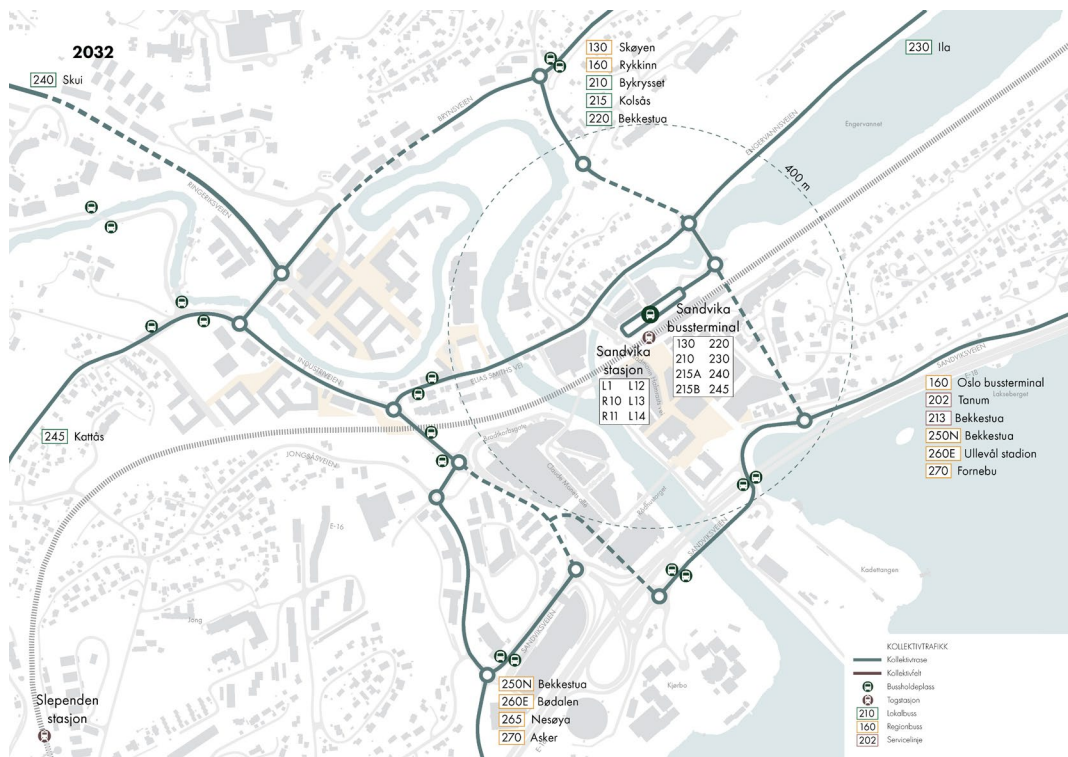 2032
240 Skui
130 Skøyen
160 Rykkinn
210 Bykrysset
215 Kolsås
220 Bekkestua
230 Ila
BRYNSVEIEN
ENGERVANNSVEIEN
Engervannet
400 m
RINGERIKSVEIEN
Sandvika
bussterminal
130 220
210 230
215A 240
215B 245
Sandvika
stasjon
L1 L12
R10 L13
R11 L14
SANDVIKSVEIEN
E-18
INDUSTRIVEIEN
ELIAS SMITHS VEI
160 Oslo bussterminal
202 Tanum
213 Bekkestua
250N Bekkestua
260E Ullevål stadion
270 Fornebu
245 Kattås
JONGSÅSVEIEN
E-16
SANDVIKSVEIEN
Kadettangen
Jong
SANDVIKSVEIEN
Kjørbo
250N Bekkestua
260E Bødalen
265 Nesøya
270 Asker
Slependen
stasjon
KOLLEKTIVTRAFIKK
Kollektivtrase
Kollektivfelt
Bussholdeplass
Togstasjon
210 Lokalbuss
160 Regionbuss
202 Servicelinje